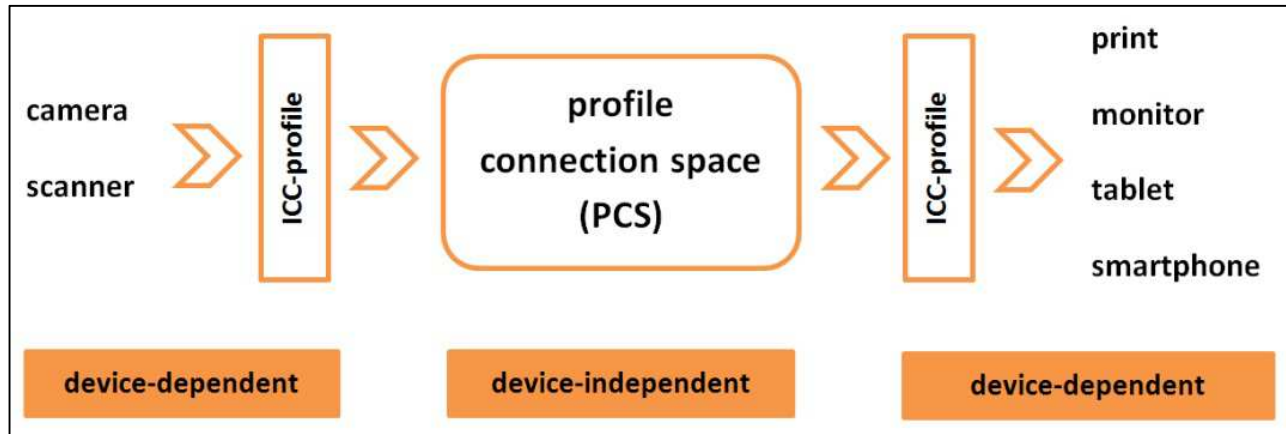 camera
scanner
ICC-profile
profile
connection space
(PCS)
ICC-profile
print
monitor
tablet
smartphone
device-dependent
device-independent
device-dependent